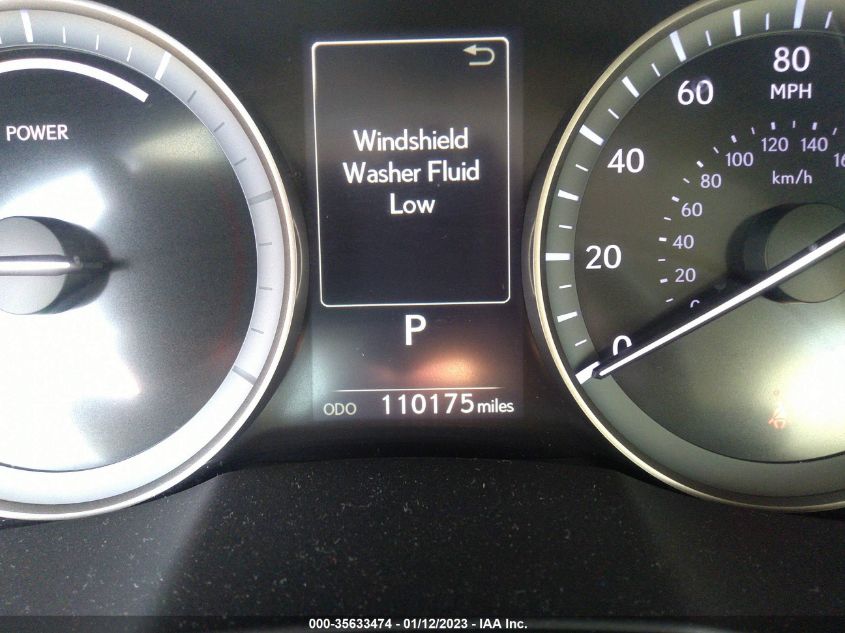 POWER
Windshield
Washer Fluid
Low
P
ODO 110175 miles
80
MPH
60
40
20
0
140
120
100
80
km/h
60
40
20
000-35633474 - 01/12/2023 - IAA Inc.